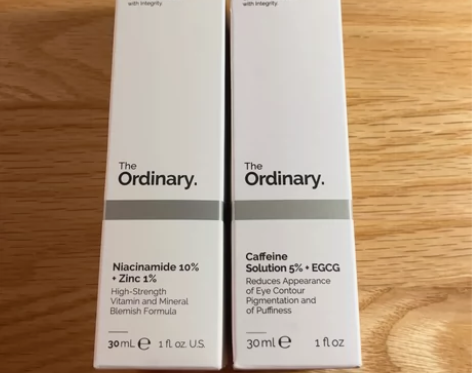 with integrity.
The
Ordinary.
Niacinamide 10%
+ Zinc 1%
High-Strength
Vitamin and Mineral
Blemish Formula
30 mL e 1 fl. oz. U.S.
with integrity.
The
Ordinary.
Caffeine
Solution 5% + EGCG
Reduces Appearance
of Eye Contour
Pigmentation and
of Puffiness
30 ml e 1 fl oz